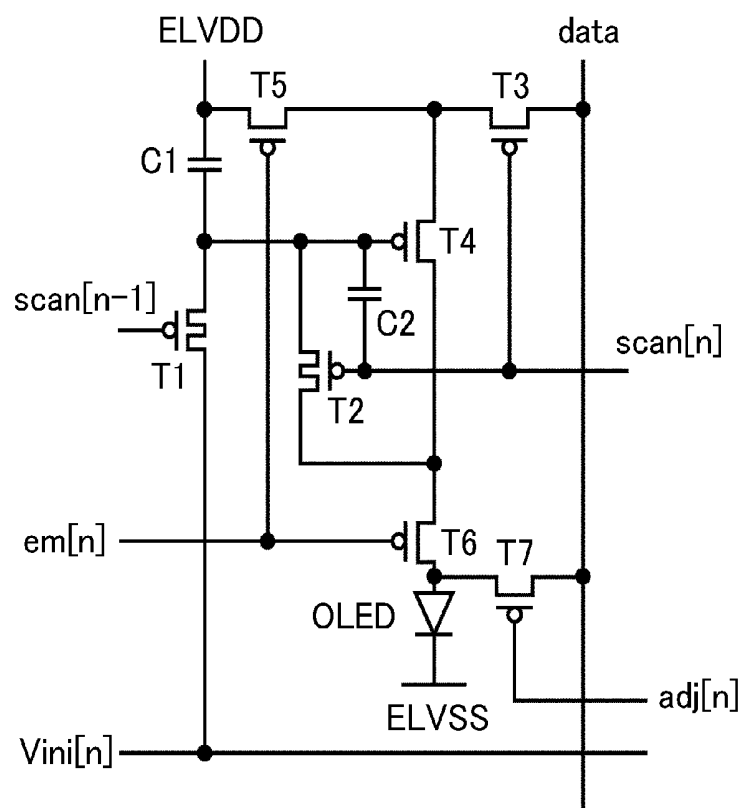 ELVDD
data
T5
T3
C1
T4
scan[n-1]
C2
scan[n]
T1
T2
em[n]
T6
T7
OLED
adj[n]
ELVSS
Vini[n]